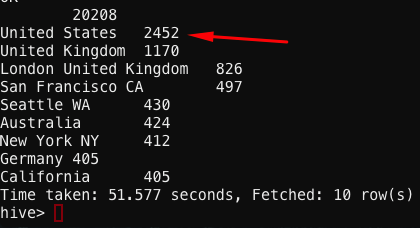 20208
United States 2452
United Kingdom 1170
London United Kingdom 826
San Francisco CA 497
Seattle WA 430
Australia 424
New York NY 412
Germany 405
California 405
Time taken: 51.577 seconds, Fetched: 10 row(s)
hive>